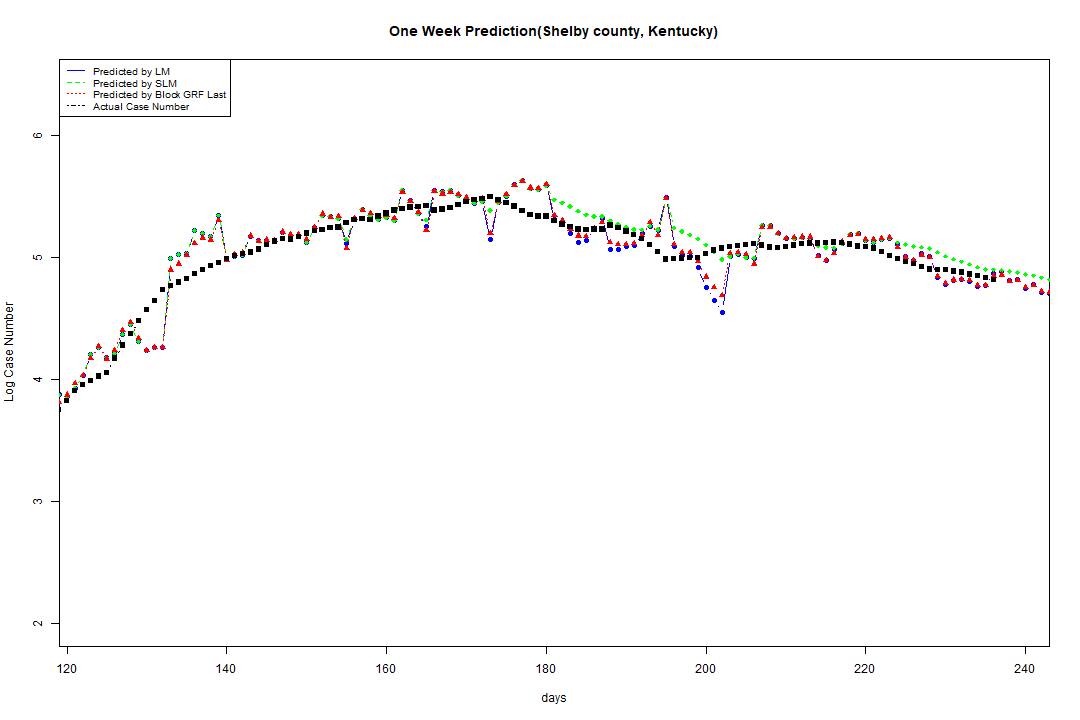 One Week Prediction(Shelby county, Kentucky)
Predicted by LM
Predicted by SLM
Predicted by Block GRF Last
Actual Case Number
6
5
4
3
2
Log Case Number
120 140 160 180 200 220 240
days